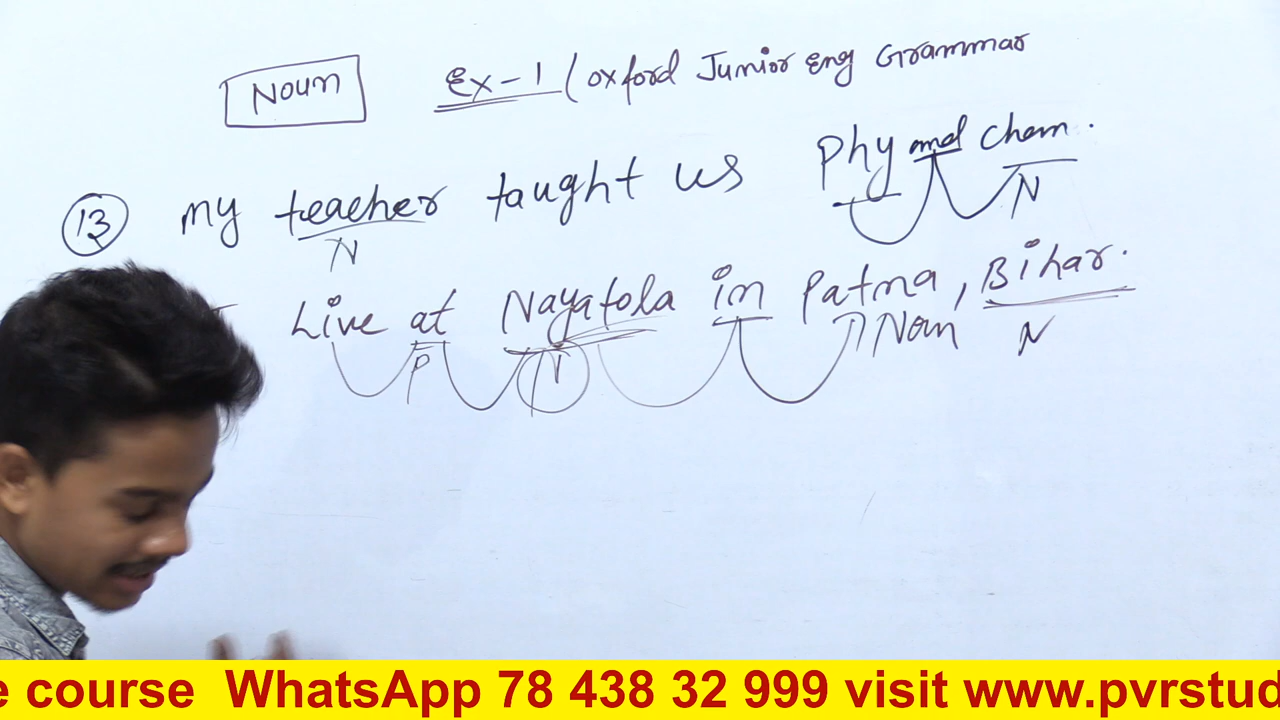 Noun Ex-1 (Oxford Junior Eng Grammar
13 My teacher taught us Phy and Chem.
N N
Live at Nayatola in Patna, Bihar.
P N Noun N
e course WhatsApp 78 438 32 999 visit www.pvrstud